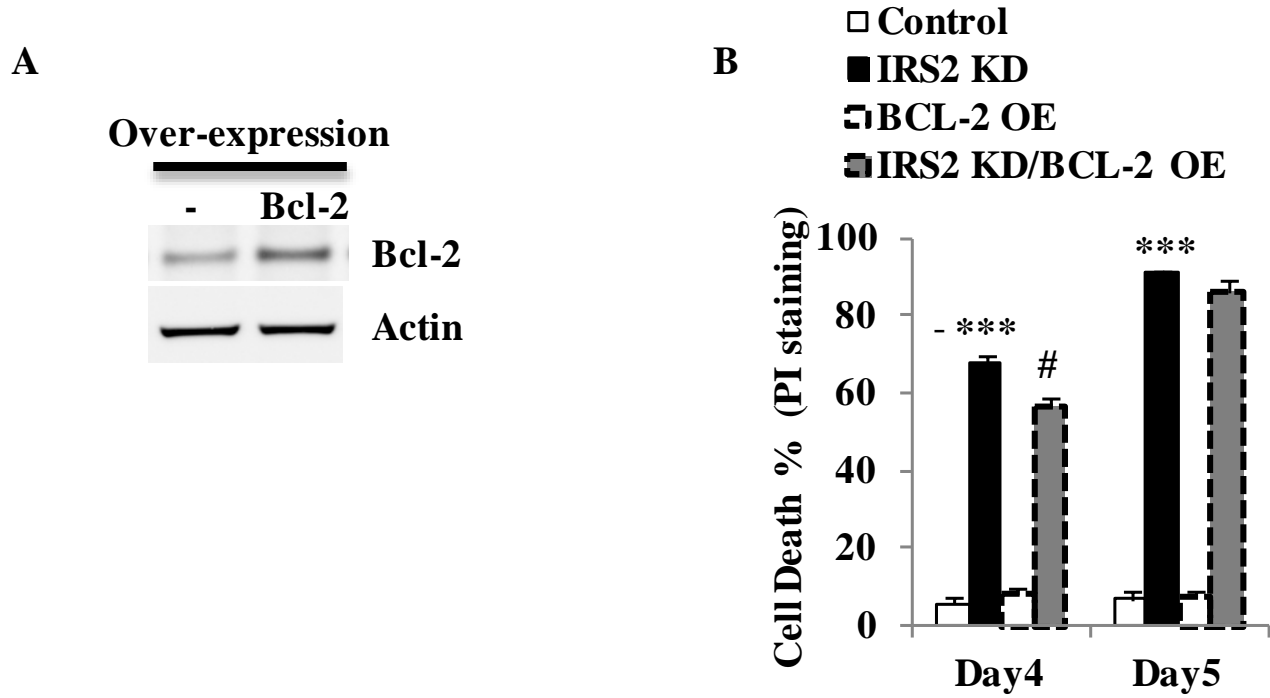 A
Over-expression
- Bcl-2
Bcl-2
Actin
B
Control
IRS2 KD
BCL-2 OE
IRS2 KD/BCL-2 OE
Cell Death % (PI staining)
100
80
60
40
20
0
- ***
#
***
Day4 Day5